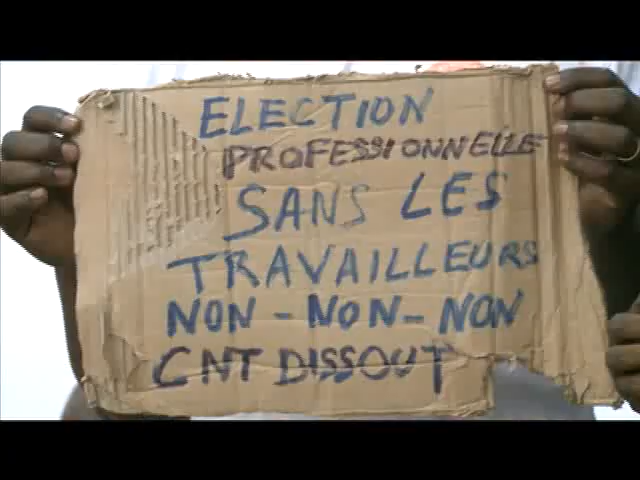 ELECTION
PROFESSIONNELLE
SANS LES
TRAVAILLEURS
NON - NON - NON
CNT DISSOUT